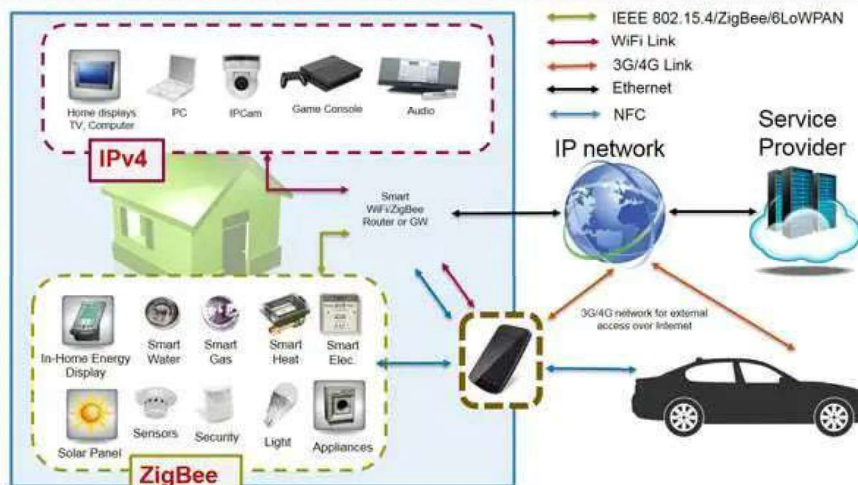 IEEE 802.15.4/ZigBee/6LoWPAN
WiFi Link
3G/4G Link
Ethernet
NFC
Home displays
TV, Computer
PC
IPCam
Game Console
Audio
IPv4
Smart
WiFi/ZigBee
Router or GW
IP network
Service
Provider
3G/4G network for external
access over Internet
In-Home Energy
Display
Smart
Water
Smart
Gas
Smart
Heat
Smart
Elec.
Solar Panel
Sensors
Security
Light
Appliances
ZigBee